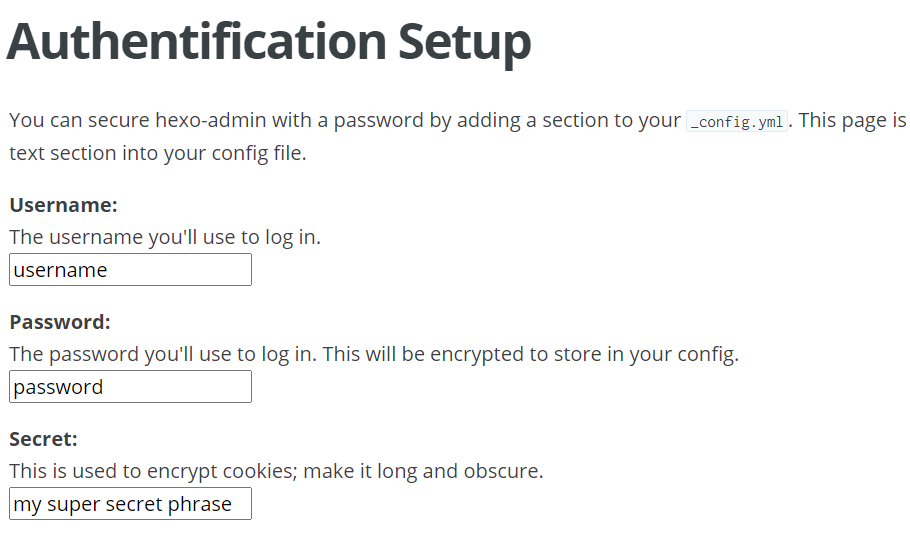 Authentification Setup
You can secure hexo-admin with a password by adding a section to your _config.yml. This page is
text section into your config file.
Username:
The username you'll use to log in.
username
Password:
The password you'll use to log in. This will be encrypted to store in your config.
password
Secret:
This is used to encrypt cookies; make it long and obscure.
my super secret phrase